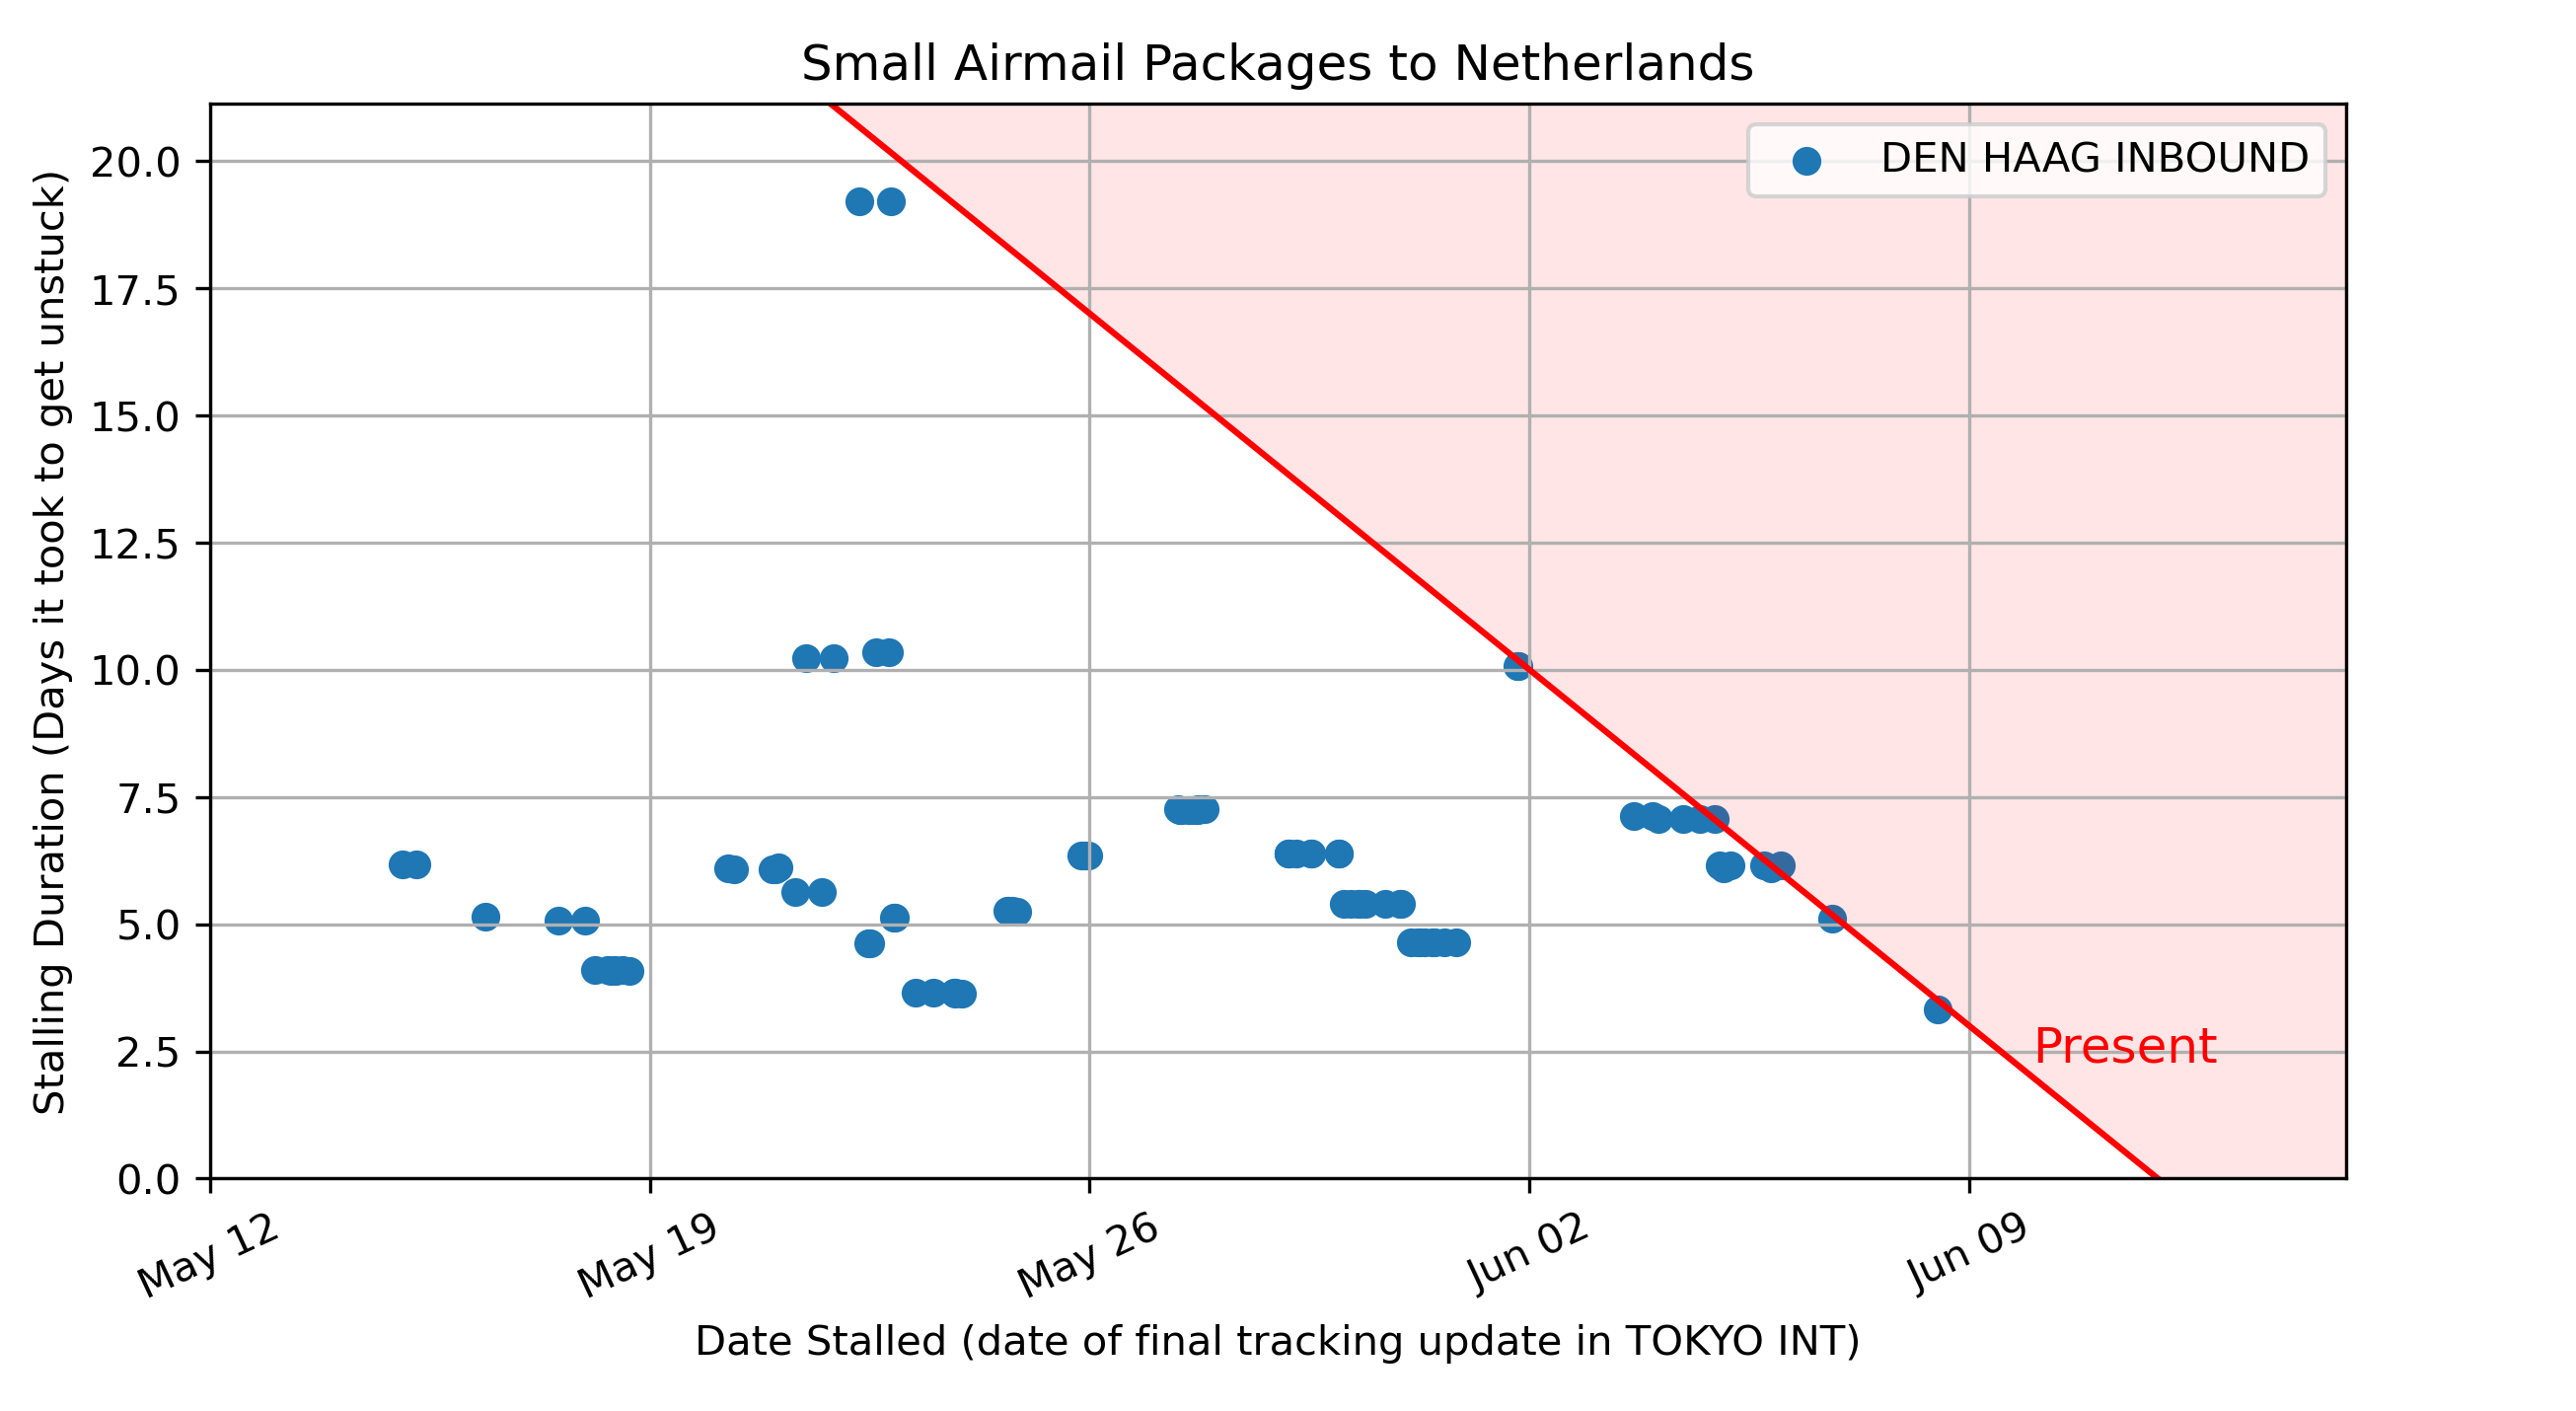 Small Airmail Packages to Netherlands
DEN HAAG INBOUND
Stalling Duration (Days it took to get unstuck)
20.0
17.5
15.0
12.5
10.0
7.5
5.0
2.5
0.0
Present
May 12
May 19
May 26
Jun 02
Jun 09
Date Stalled (date of final tracking update in TOKYO INT)